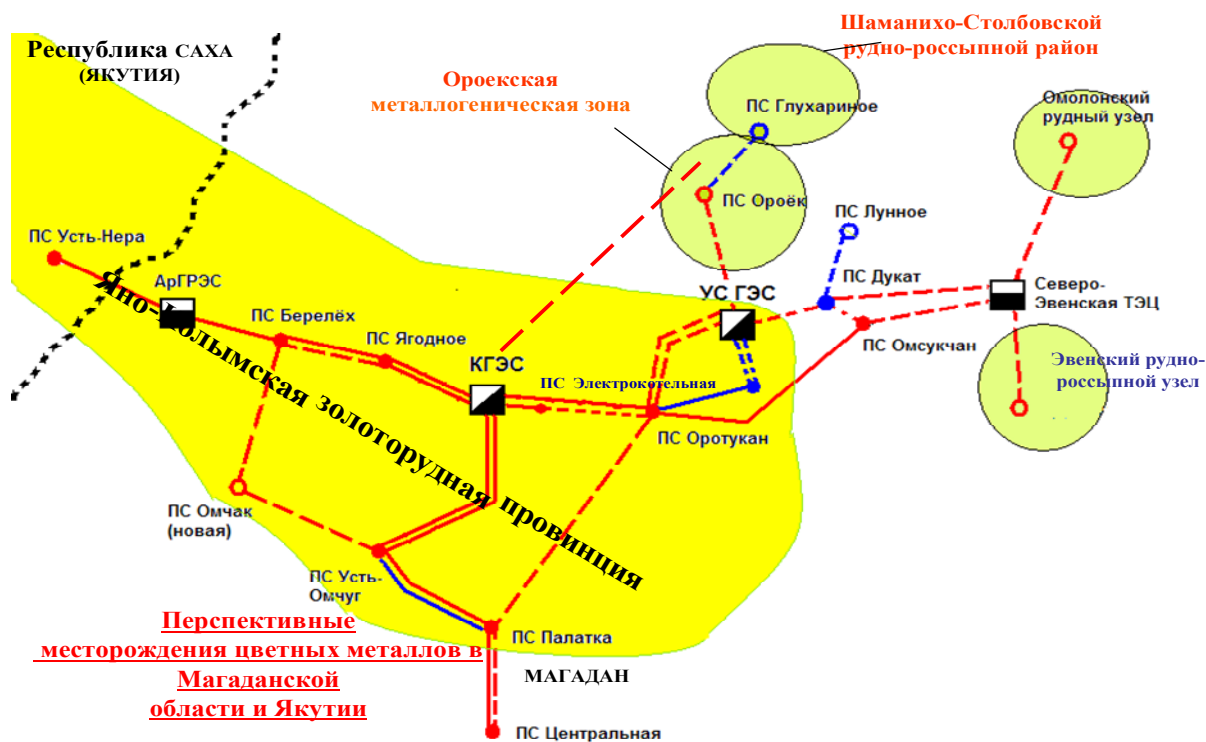 Шаманихо-Столбовской
рудно-россыпной район
Республика САХА
(ЯКУТИЯ)
Ороекская
металлогеническая зона
ПС Глухариное
Омолонский
рудный узел
ПС Ороёк
ПС Лунное
ПС Усть-Нера
АрГРЭС
ПС Дукат
УС ГЭС
Северо-
Эвенская ТЭЦ
ПС Берелёх
ПС Ягодное
КГЭС
ПС Омсукчан
ПС Электрокотельная
Эвенский рудно-
россыпной узел
ПС Оротукан
Яно-Колымская золоторудная провинция
ПС Омчак
(новая)
ПС Усть-
Омчуг
ПС Палатка
Перспективные
месторождения цветных металлов в
Магаданской
области и Якутии
МАГАДАН
ПС Центральная